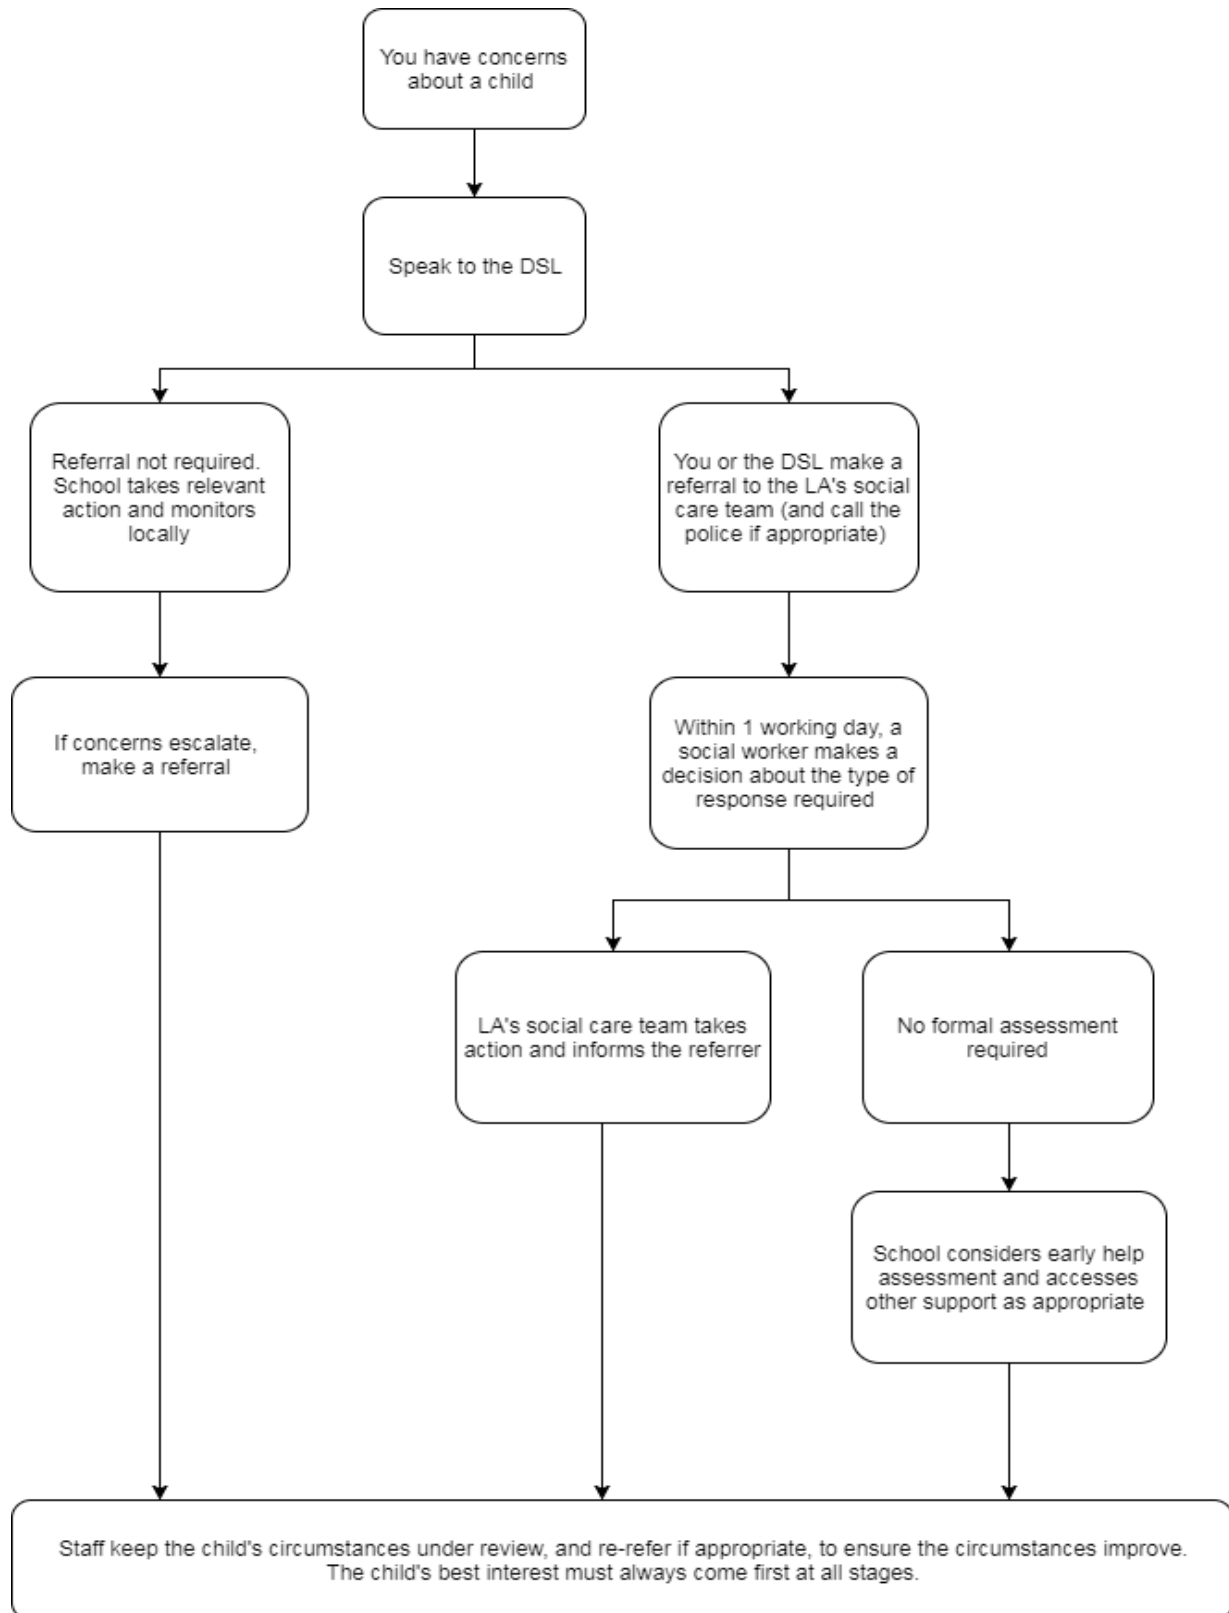 You have concerns
about a child
Speak to the DSL
Referral not required.
School takes relevant
action and monitors
locally
You or the DSL make a
referral to the LA's social
care team (and call the
police if appropriate)
If concerns escalate,
make a referral
Within 1 working day, a
social worker makes a
decision about the type of
response required
LA's social care team takes
action and informs the referrer
No formal assessment
required
School considers early help
assessment and accesses
other support as appropriate
Staff keep the child's circumstances under review, and re-refer if appropriate, to ensure the circumstances improve.
The child's best interest must always come first at all stages.